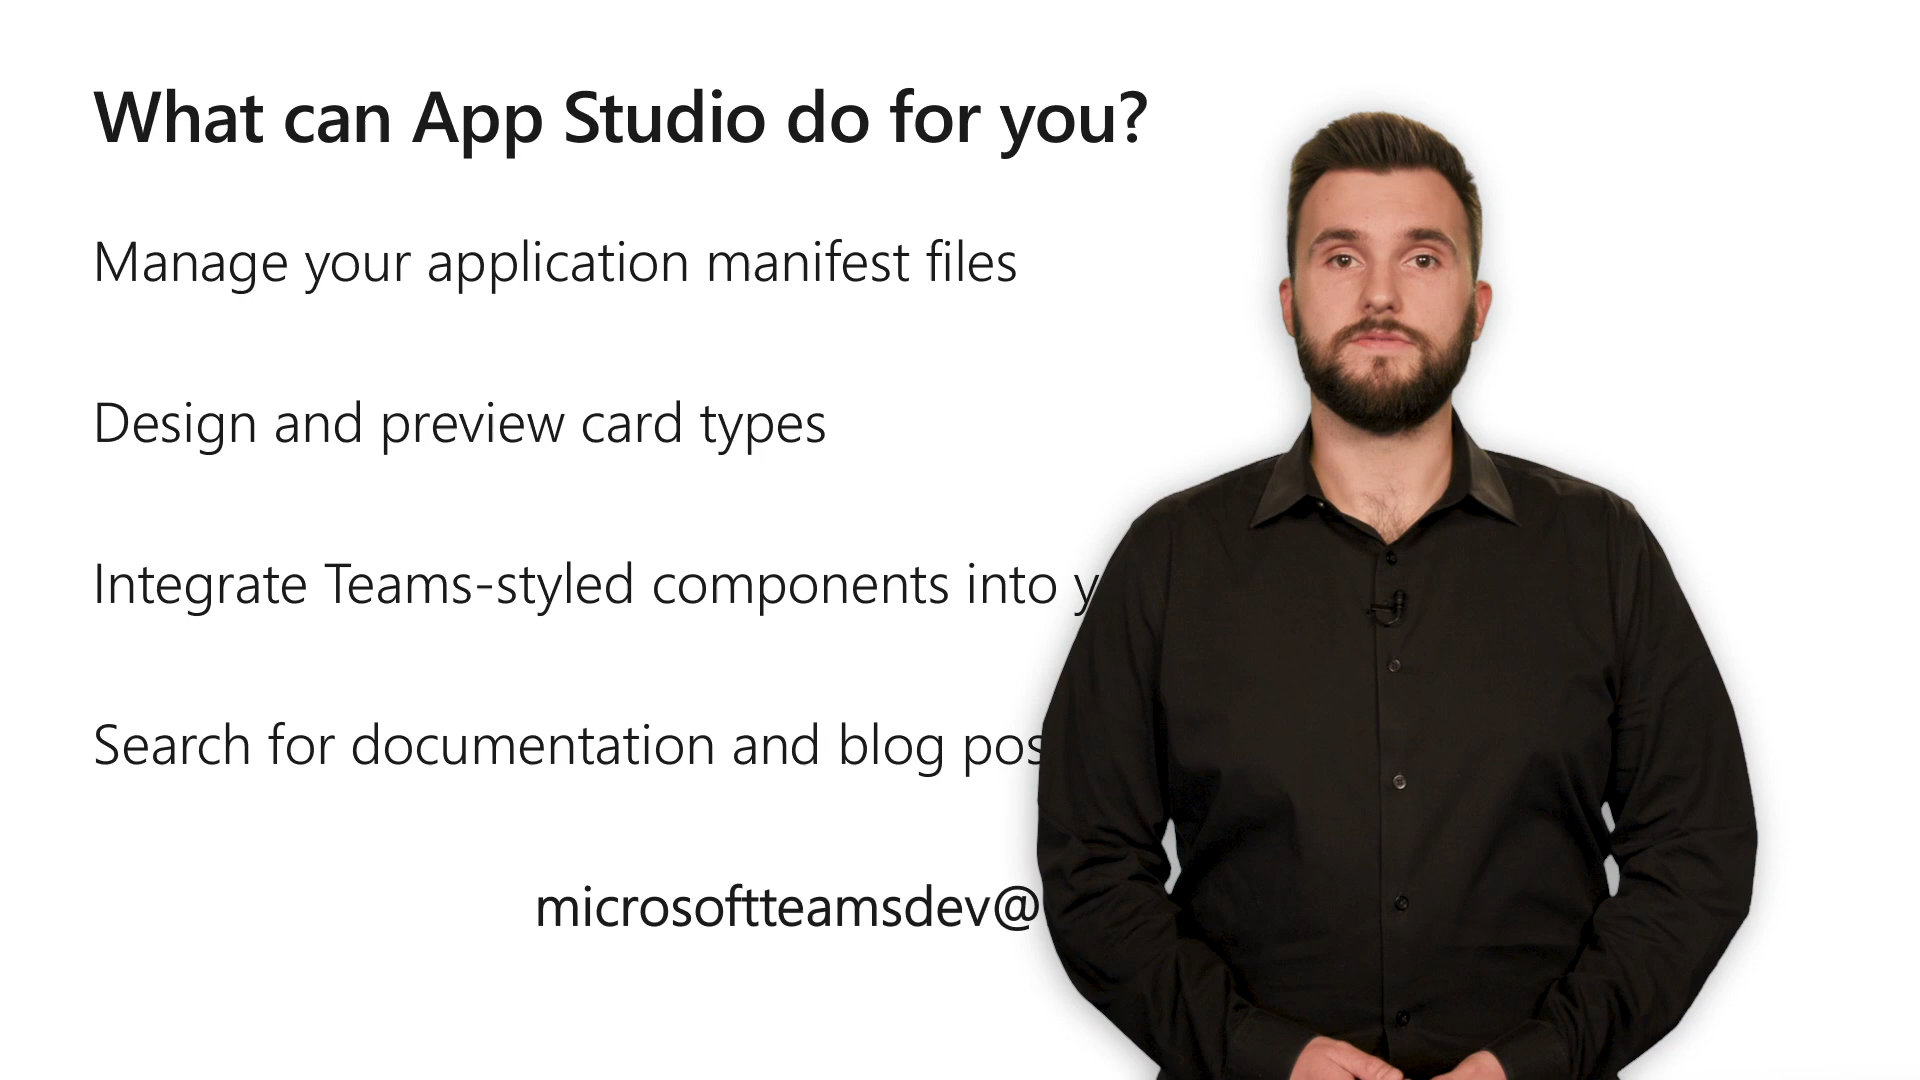 What can App Studio do for you?
Manage your application manifest files
Design and preview card types
Integrate Teams-styled components into
Search for documentation and blog
microsoftteamsdev@